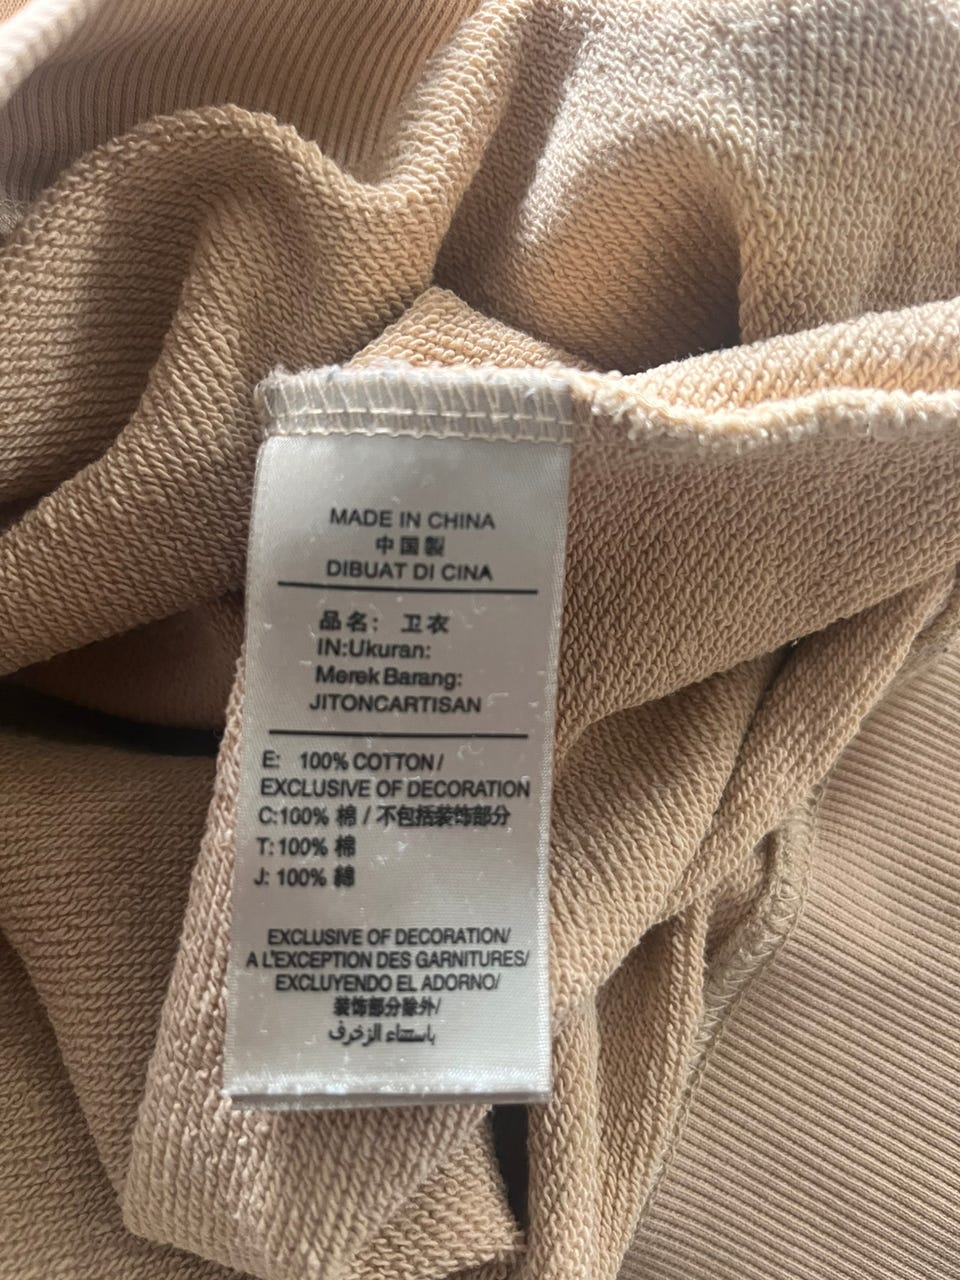 MADE IN CHINA
中国製
DIBUAT DI CINA
品名： 卫衣
IN:Ukuran:
Merek Barang:
JITONCARTISAN
E: 100% COTTON/
EXCLUSIVE OF DECORATION
C:100% 棉 / 不包括装饰部分
T:100% 棉
J: 100% 綿
EXCLUSIVE OF DECORATION/
A L'EXCEPTION DES GARNITURES/
EXCLUYENDO EL ADORNO/
装饰部分除外/
باستثناء الزخرف